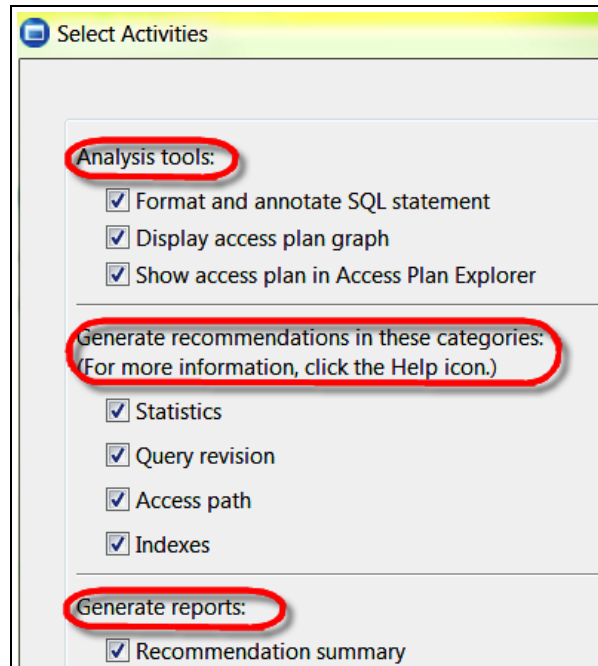 Select Activities
Analysis tools:
Format and annotate SQL statement
Display access plan graph
Show access plan in Access Plan Explorer
Generate recommendations in these categories:
(For more information, click the Help icon.)
Statistics
Query revision
Access path
Indexes
Generate reports:
Recommendation summary